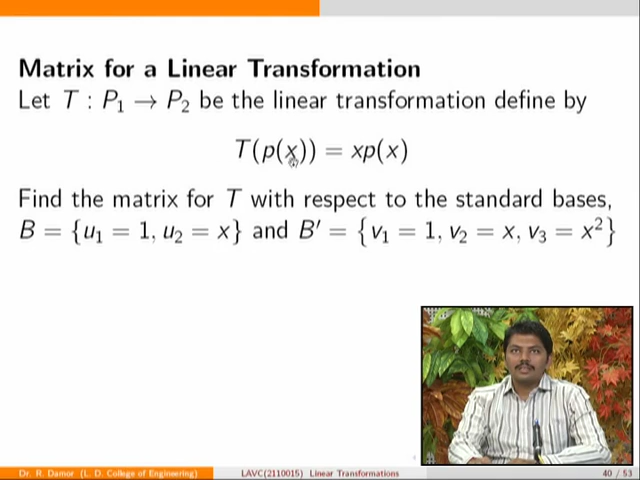 Matrix for a Linear Transformation
Let T : P₁ → P₂ be the linear transformation define by
T(p(x)) = xp(x)
Find the matrix for T with respect to the standard bases,
B = {u₁ = 1, u₂ = x} and B′ = {v₁ = 1, v₂ = x, v₃ = x²}
Dr. R. Damor (L. D. College of Engineering) LAVC(2110015) Linear Transformations 40 / 53